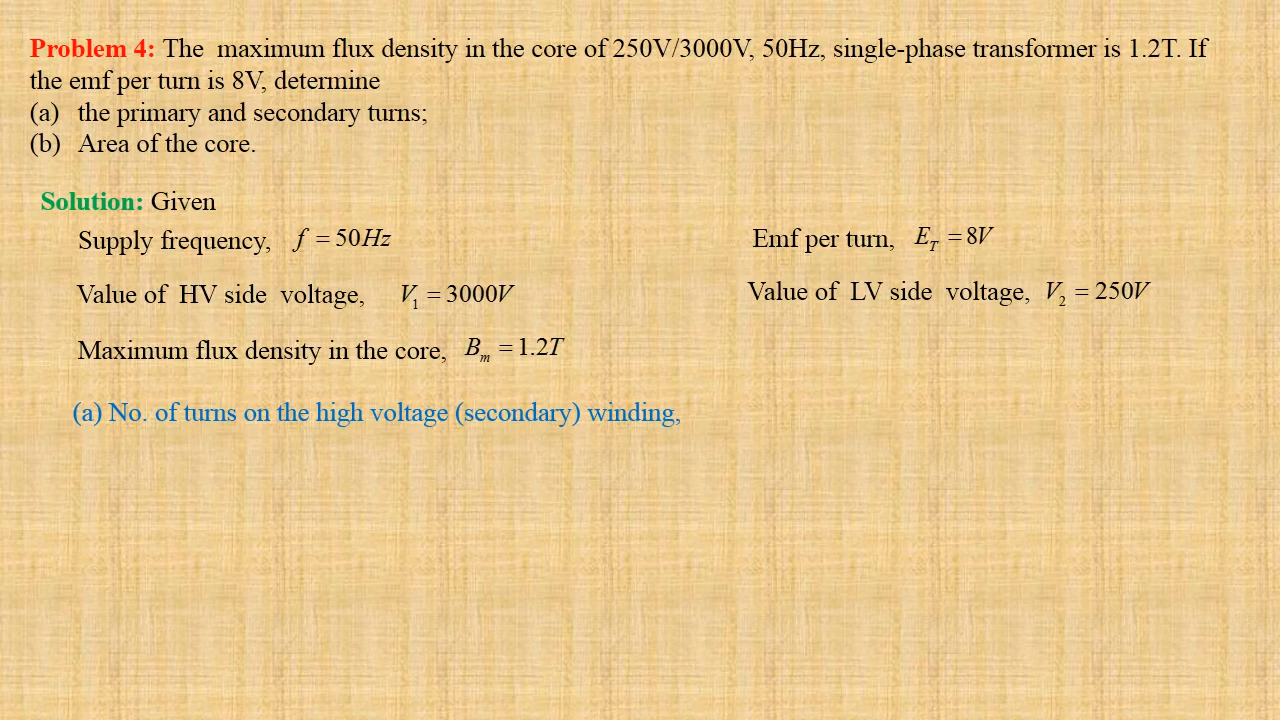 Problem 4: The maximum flux density in the core of 250V/3000V, 50Hz, single-phase transformer is 1.2T. If
the emf per turn is 8V, determine
(a) the primary and secondary turns;
(b) Area of the core.
Solution: Given
Supply frequency, f = 50Hz
Emf per turn, E_T = 8V
Value of HV side voltage, V_1 = 3000V
Value of LV side voltage, V_2 = 250V
Maximum flux density in the core, B_m = 1.2T
(a) No. of turns on the high voltage (secondary) winding,